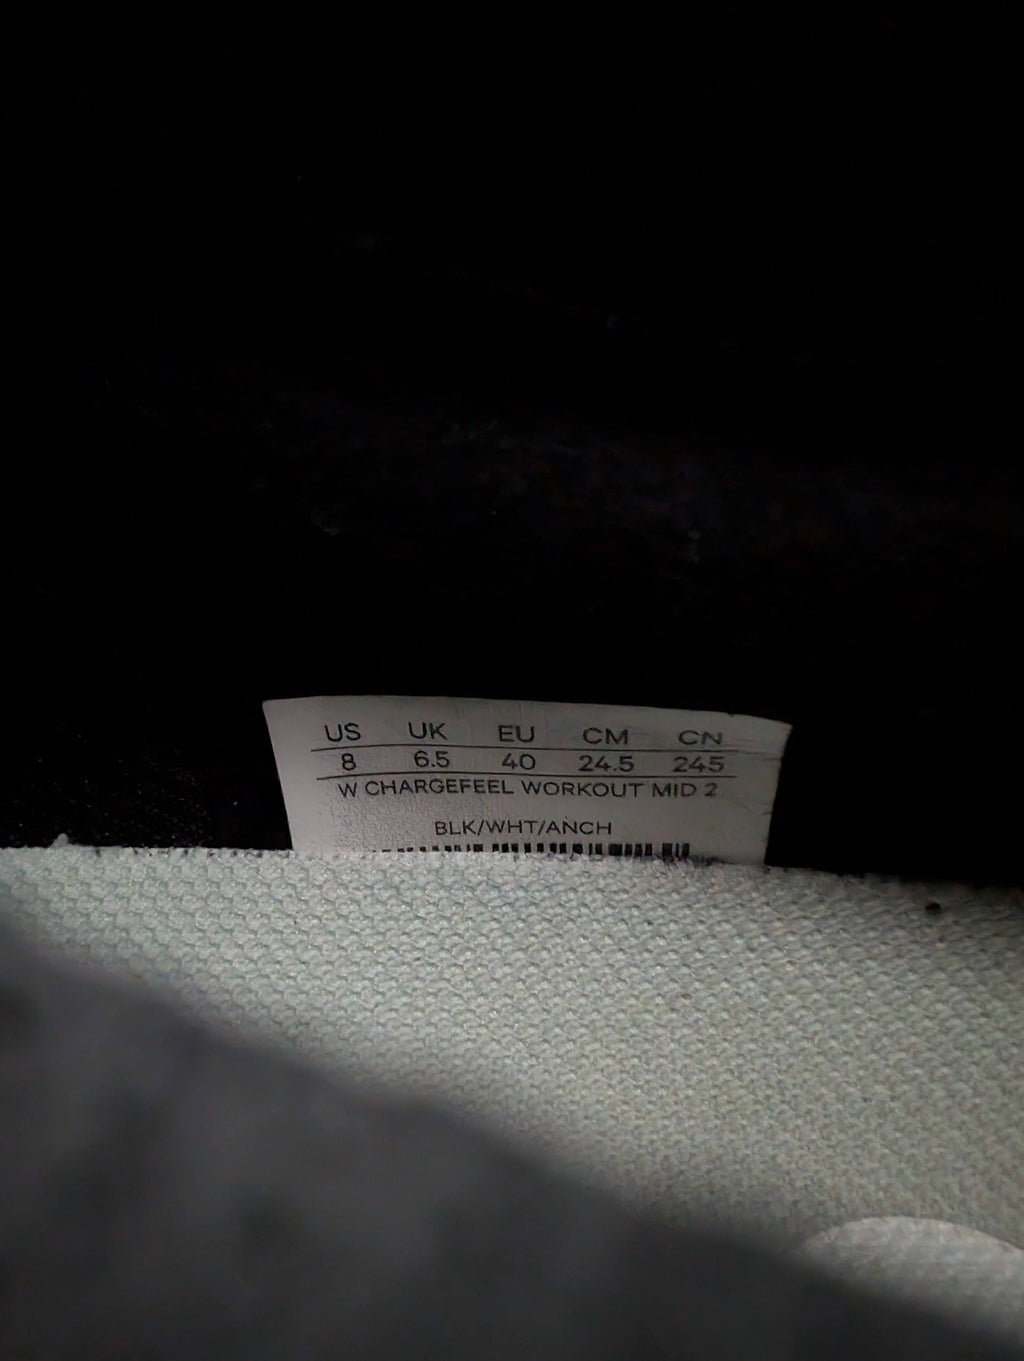 US UK EU CM CN
8 6.5 40 24.5 245
W CHARGEFEEL WORKOUT MID 2
BLK/WHT/ANCH